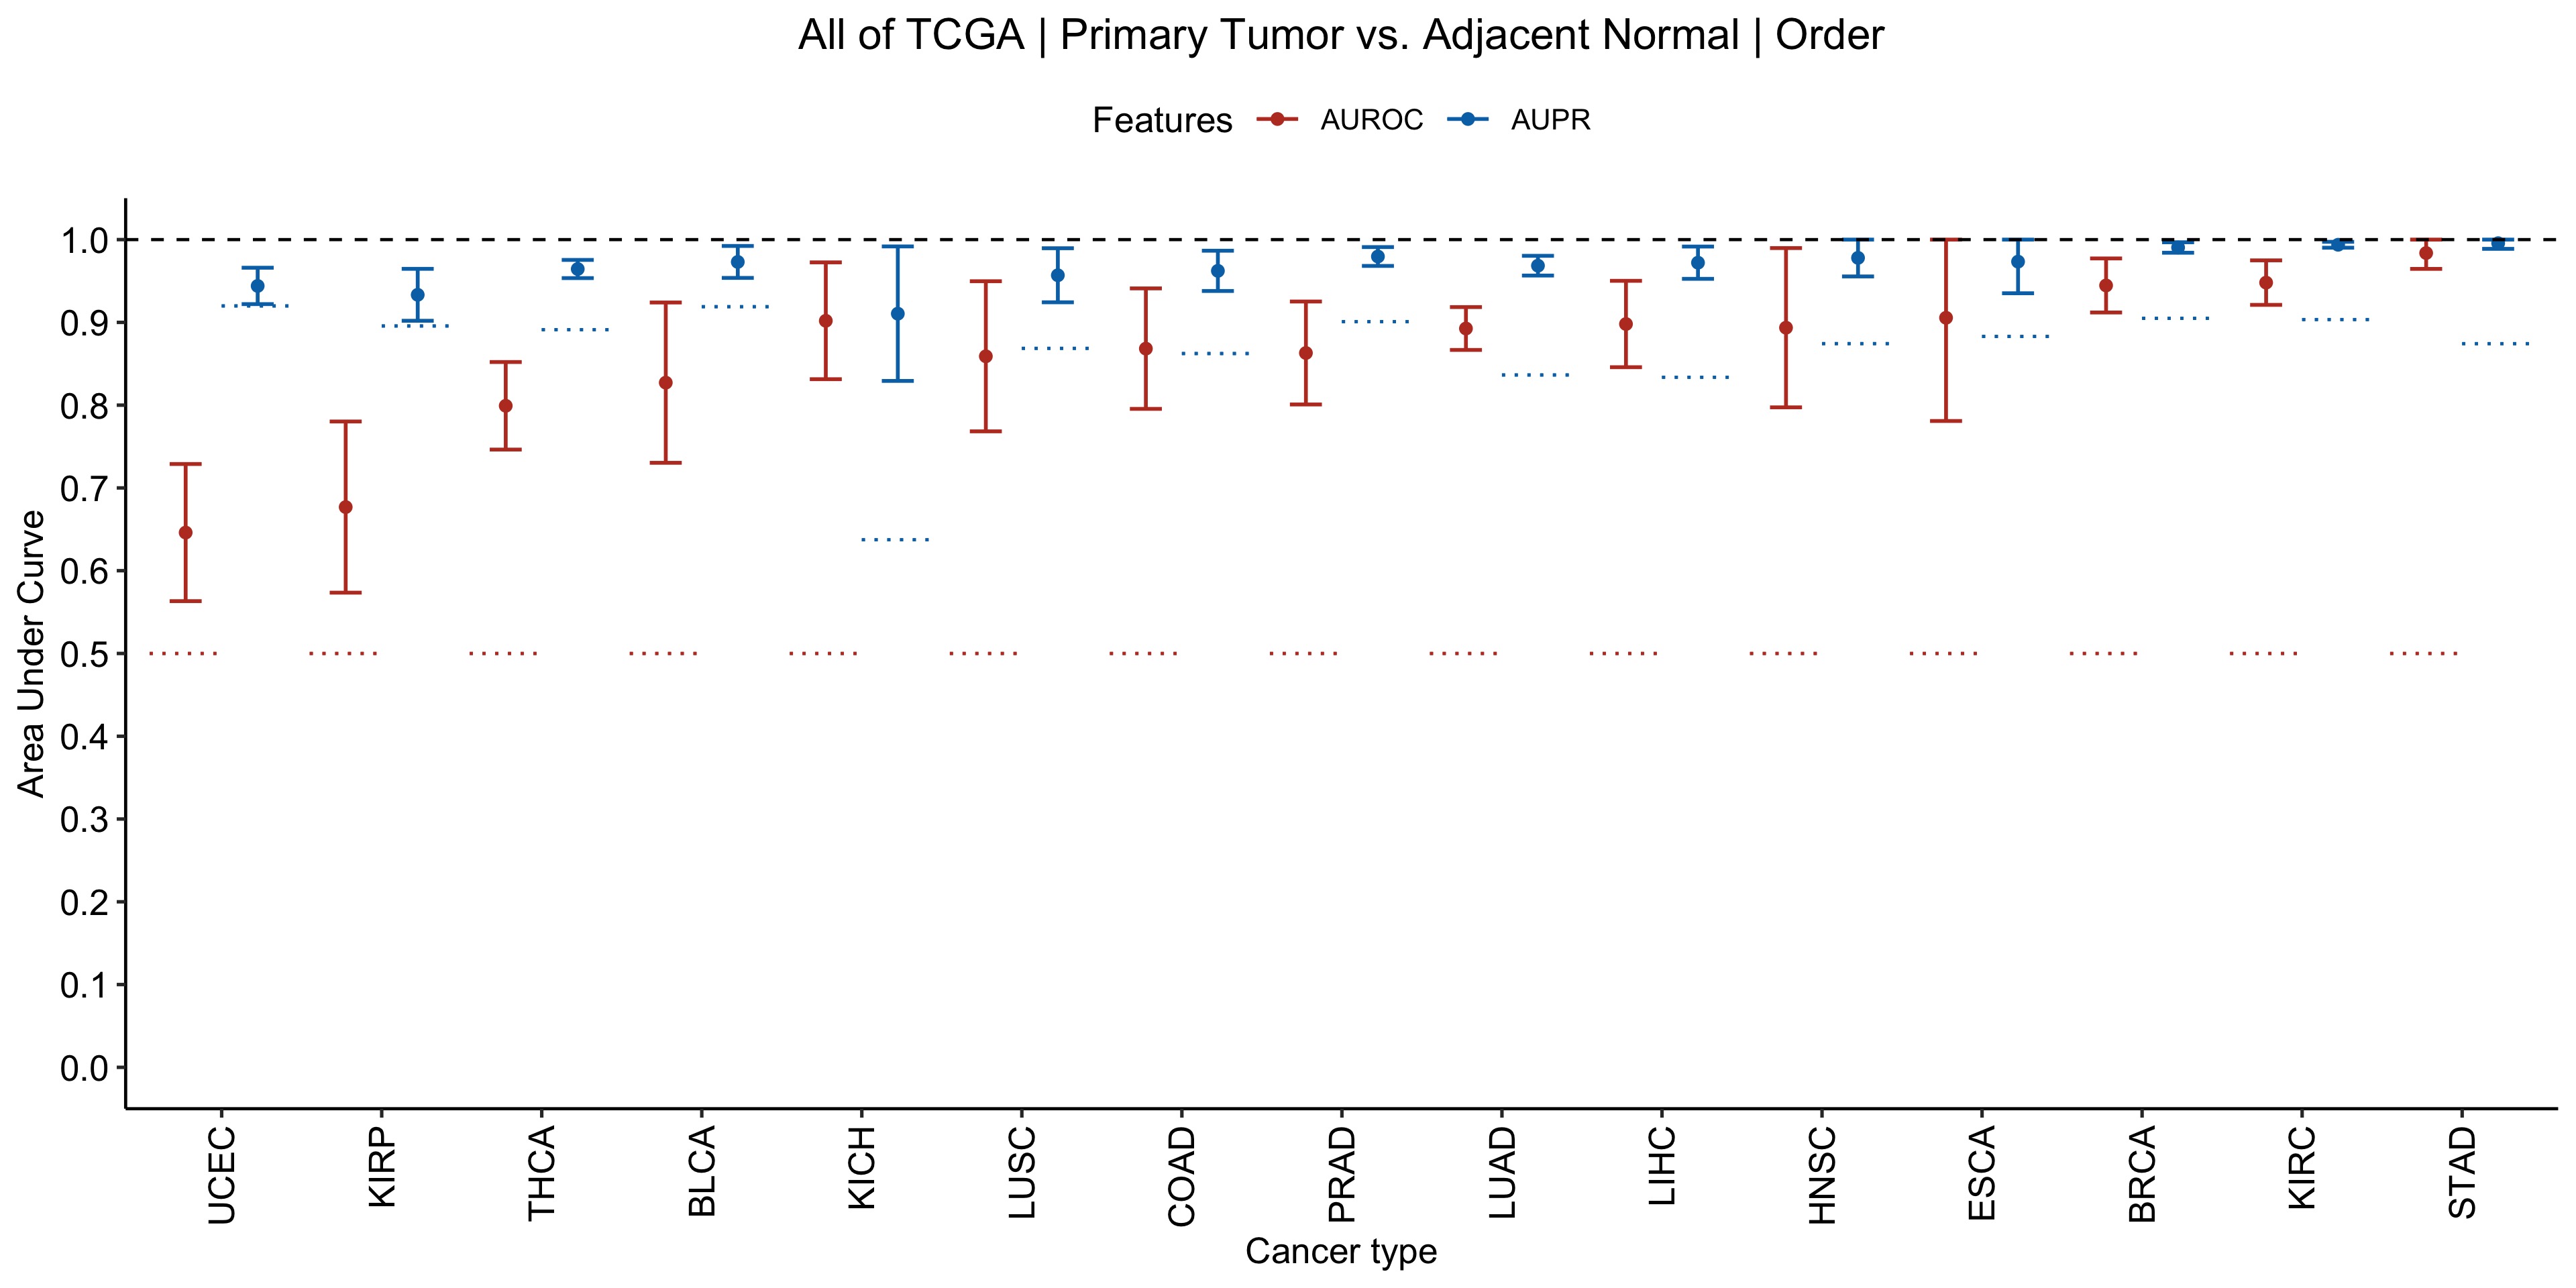 All of TCGA | Primary Tumor vs. Adjacent Normal | Order
Features AUROC AUPR
Area Under Curve
1.0
0.9
0.8
0.7
0.6
0.5
0.4
0.3
0.2
0.1
0.0
UCEC
KIRP
THCA
BLCA
KICH
LUSC
COAD
PRAD
LUAD
LIHC
HNSC
ESCA
BRCA
KIRC
STAD
Cancer type